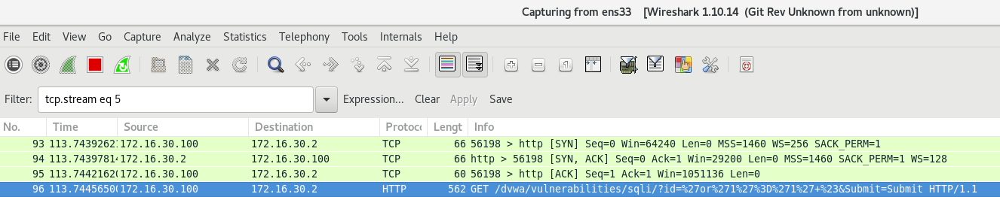 Capturing from ens33 [Wireshark 1.10.14 (Git Rev Unknown from unknown)]
File Edit View Go Capture Analyze Statistics Telephony Tools Internals Help
Filter: tcp.stream eq 5 Expression... Clear Apply Save
No. Time Source Destination Protoc Lengt Info
93 113.7439262 172.16.30.100 172.16.30.2 TCP 66 56198 > http [SYN] Seq=0 Win=64240 Len=0 MSS=1460 WS=256 SACK_PERM=1
94 113.7439781 172.16.30.2 172.16.30.100 TCP 66 http > 56198 [SYN, ACK] Seq=0 Ack=1 Win=29200 Len=0 MSS=1460 SACK_PERM=1 WS=128
95 113.7442162 172.16.30.100 172.16.30.2 TCP 60 56198 > http [ACK] Seq=1 Ack=1 Win=1051136 Len=0
96 113.7445650 172.16.30.100 172.16.30.2 HTTP 562 GET /dvwa/vulnerabilities/sqli/?id=%27or%271%27%3D%271%27+%23&Submit=Submit HTTP/1.1